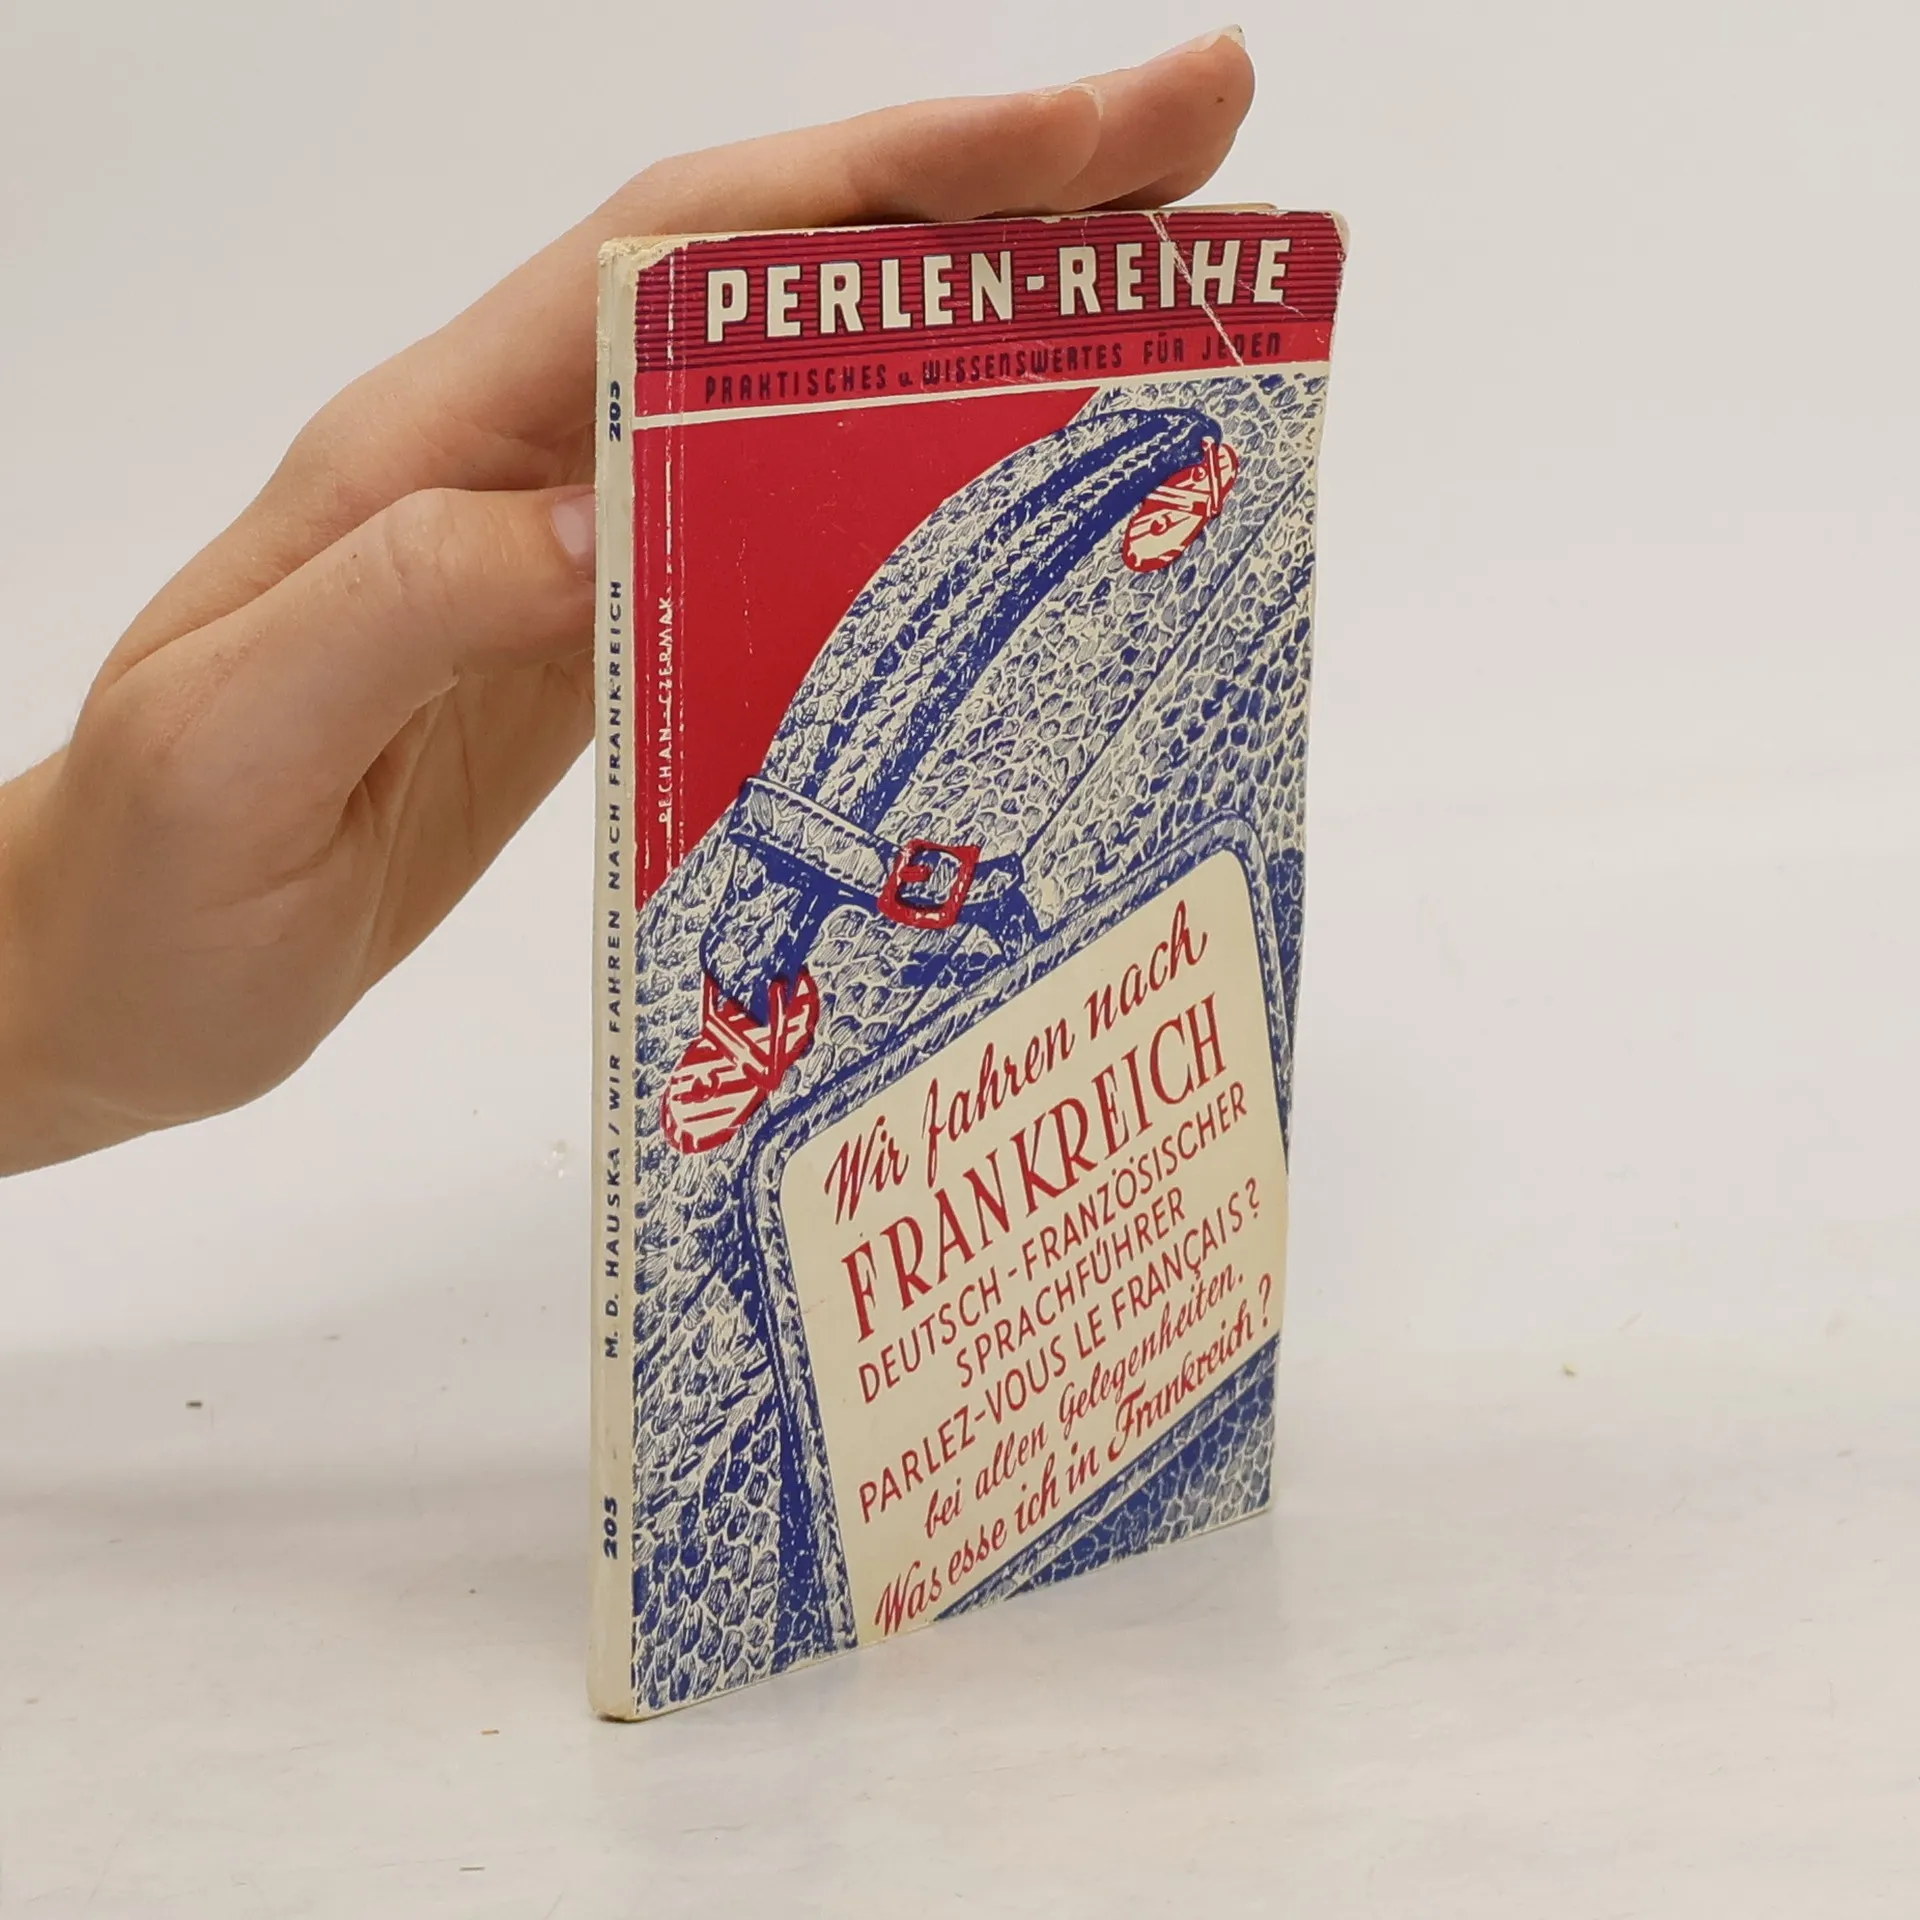 PERLEN-REIHE
PRAKTISCHES u. WISSENSWERTES FÜR JEDEN
PECHAN-CZERMAK
Wir fahren nach
FRANKREICH
DEUTSCH-FRANZÖSISCHER
SPRACHFÜHRER
PARLEZ-VOUS LE FRANÇAIS?
bei allen Gelegenheiten.
Was esse ich in Frankreich?
205
M. D. HAUSKA / WIR FAHREN NACH FRANKREICH
205